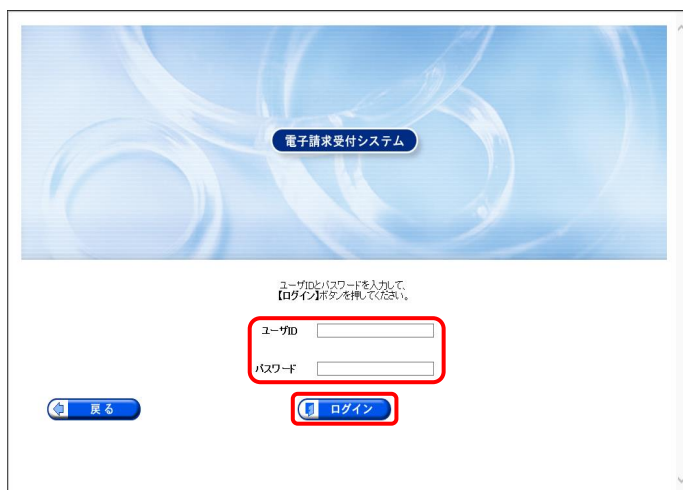 電子請求受付システム
ユーザIDとパスワードを入力して、
【ログイン】ボタンを押してください。
ユーザID
パスワード
戻る
ログイン